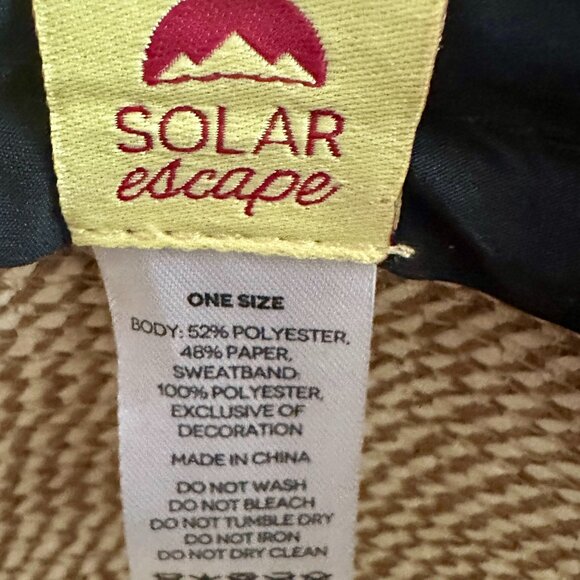 SOLAR
escape
ONE SIZE
BODY: 52% POLYESTER,
48% PAPER,
SWEATBAND:
100% POLYESTER,
EXCLUSIVE OF
DECORATION
MADE IN CHINA
DO NOT WASH
DO NOT BLEACH
DO NOT TUMBLE DRY
DO NOT IRON
DO NOT DRY CLEAN